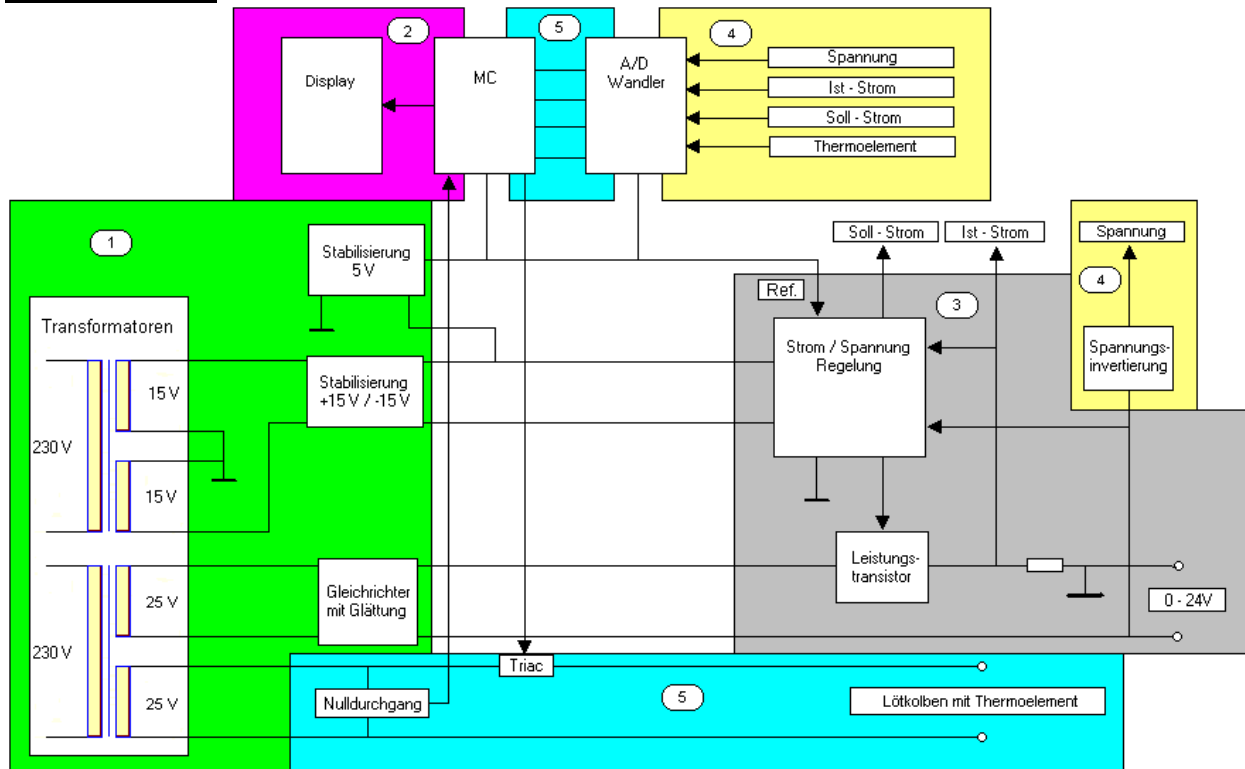 2
5
4
Display
MC
A/D
Wandler
Spannung
Ist - Strom
Soll - Strom
Thermoelement
1
Stabilisierung
5 V
Soll - Strom
Ist - Strom
Spannung
4
Ref.
3
Transformatoren
Strom / Spannung
Regelung
Spannungs-
invertierung
15 V
Stabilisierung
+15 V / -15 V
230 V
15 V
Leistungs-
transistor
Gleichrichter
mit Glättung
25 V
0 - 24V
230 V
Triac
25 V
Nulldurchgang
5
Lötkolben mit Thermoelement